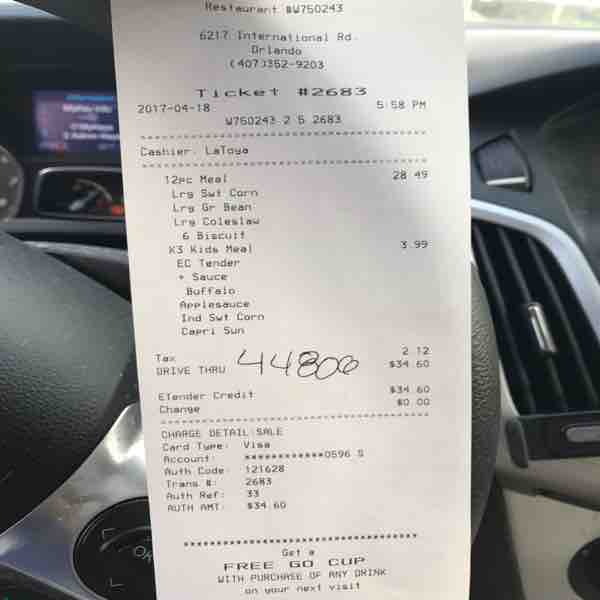 Restaurant #W750243
6217 International Rd.
Orlando
(407)352-9203
Ticket #2683
2017-04-18 5:58 PM
W750243 2 5 2683
Cashier: LaToya
12pc Meal 28.49
Lrg Swt Corn
Lrg Gr Bean
Lrg Coleslaw
6 Biscuit
K3 Kids Meal 3.99
EC Tender
+ Sauce
Buffalo
Applesauce
Ind Swt Corn
Capri Sun
Tax 2.12
DRIVE THRU 44806 $34.60
ETender Credit $34.60
Change $0.00
CHARGE DETAIL:SALE
Card Type: Visa
Account: ************0596 S
Auth Code: 121628
Trans #: 2683
Auth Ref: 33
AUTH AMT: $34.60
Get a
FREE GO CUP
WITH PURCHASE OF ANY DRINK
on your next visit